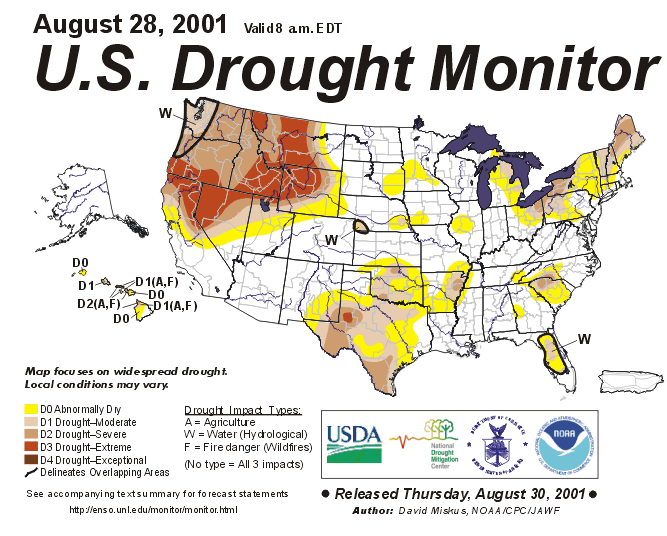 August 28, 2001 Valid 8 a.m. EDT
U.S. Drought Monitor
W
W
D0
D1
D1(A,F)
D0
D2(A,F)
D1(A,F)
D0
W
Map focuses on widespread drought.
Local conditions may vary.
D0 Abnormally Dry
D1 Drought–Moderate
D2 Drought–Severe
D3 Drought–Extreme
D4 Drought–Exceptional
Delineates Overlapping Areas
Drought Impact Types:
A = Agriculture
W = Water (Hydrological)
F = Fire danger (Wildfires)
(No type = All 3 impacts)
USDA
National
Drought
Mitigation
Center
NOAA
See accompanying text summary for forecast statements
http://enso.unl.edu/monitor/monitor.html
Released Thursday, August 30, 2001
Author: David Miskus, NOAA/CPC/JAWF